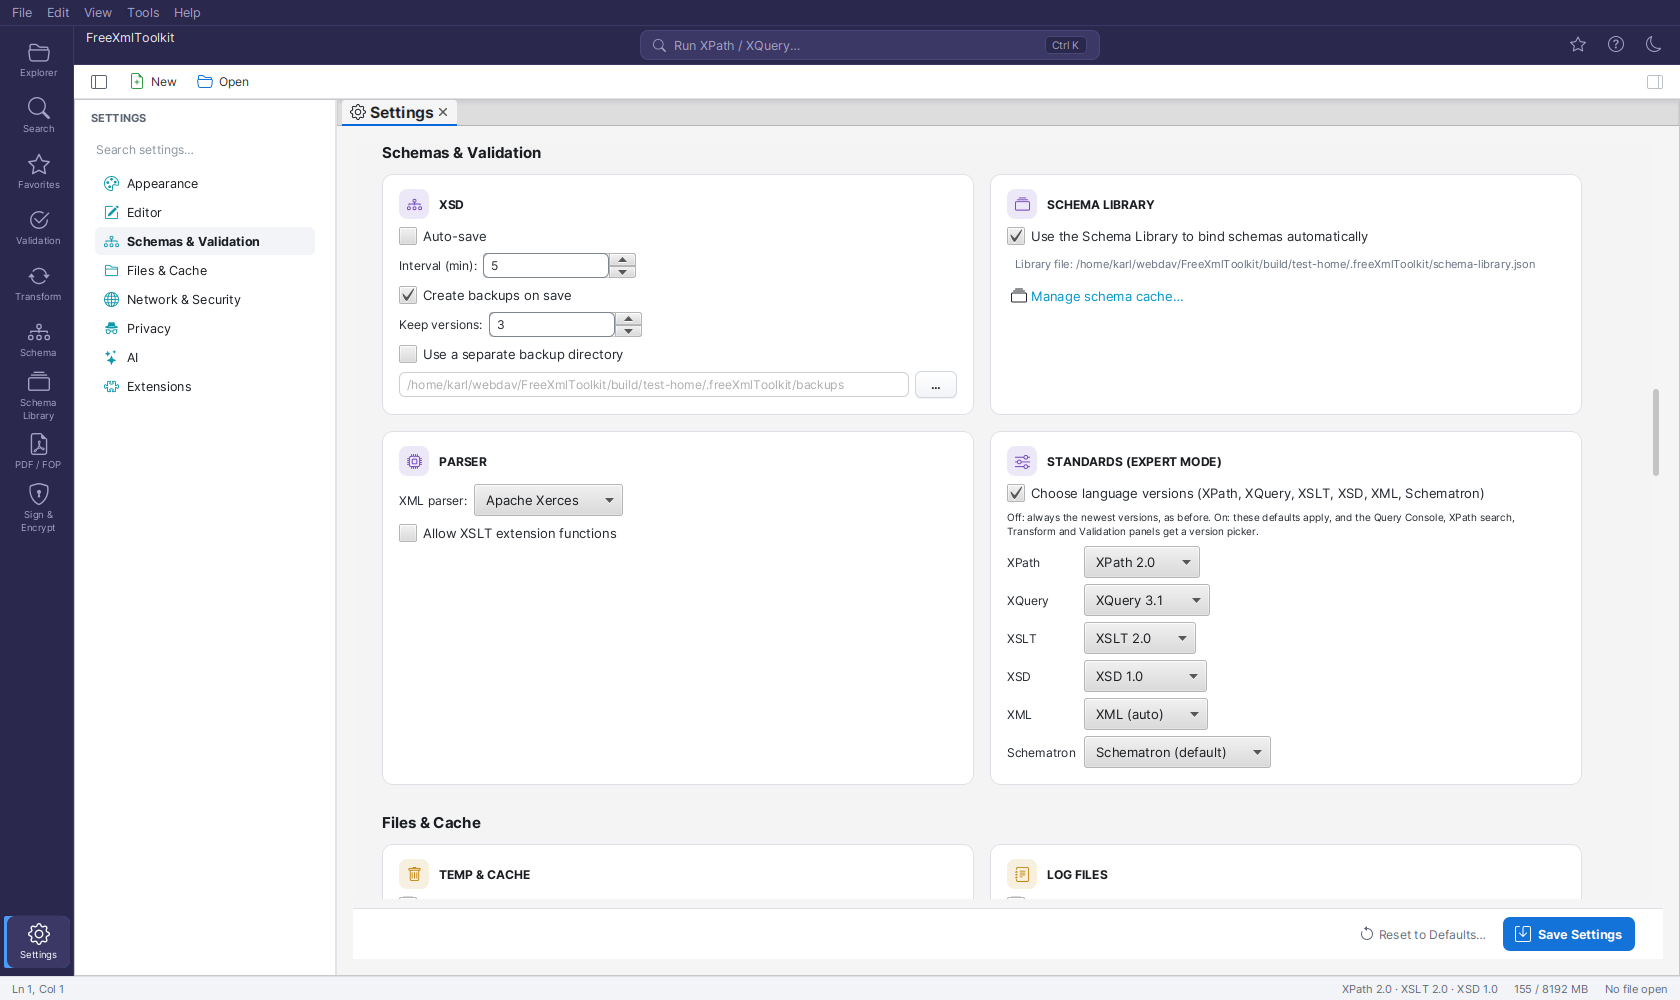 File Edit View Tools Help
FreeXmlToolkit
Run XPath / XQuery... Ctrl K
Explorer
Search
Favorites
Validation
Transform
Schema
Schema
Library
PDF / FOP
Sign &
Encrypt
Settings
New Open
SETTINGS
Search settings...
Appearance
Editor
Schemas & Validation
Files & Cache
Network & Security
Privacy
AI
Extensions
Settings
Schemas & Validation
XSD
Auto-save
Interval (min): 5
Create backups on save
Keep versions: 3
Use a separate backup directory
/home/karl/webdav/FreeXmlToolkit/build/test-home/.freeXmlToolkit/backups ...
SCHEMA LIBRARY
Use the Schema Library to bind schemas automatically
Library file: /home/karl/webdav/FreeXmlToolkit/build/test-home/.freeXmlToolkit/schema-library.json
Manage schema cache...
PARSER
XML parser: Apache Xerces
Allow XSLT extension functions
STANDARDS (EXPERT MODE)
Choose language versions (XPath, XQuery, XSLT, XSD, XML, Schematron)
Off: always the newest versions, as before. On: these defaults apply, and the Query Console, XPath search,
Transform and Validation panels get a version picker.
XPath XPath 2.0
XQuery XQuery 3.1
XSLT XSLT 2.0
XSD XSD 1.0
XML XML (auto)
Schematron Schematron (default)
Files & Cache
TEMP & CACHE
LOG FILES
Reset to Defaults... Save Settings
Ln 1, Col 1 XPath 2.0 · XSLT 2.0 · XSD 1.0 155 / 8192 MB No file open